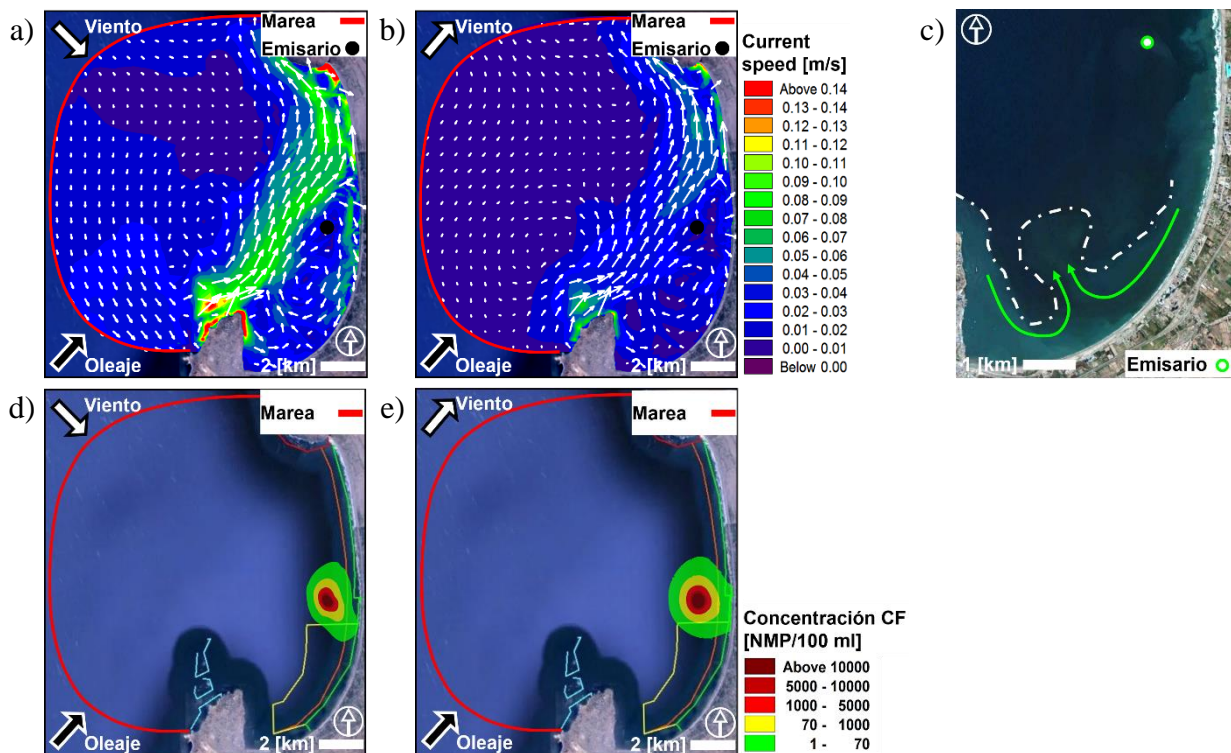 a)
Viento
Marea
Emisario
Oleaje
2 [km]
b)
Viento
Marea
Emisario
Oleaje
2 [km]
Current
speed [m/s]
Above 0.14
0.13 - 0.14
0.12 - 0.13
0.11 - 0.12
0.10 - 0.11
0.09 - 0.10
0.08 - 0.09
0.07 - 0.08
0.06 - 0.07
0.05 - 0.06
0.04 - 0.05
0.03 - 0.04
0.02 - 0.03
0.01 - 0.02
0.00 - 0.01
Below 0.00
c)
1 [km]
Emisario
d)
Viento
Marea
Oleaje
2 [km]
e)
Viento
Marea
Oleaje
2 [km]
Concentración CF
[NMP/100 ml]
Above 10000
5000 - 10000
1000 - 5000
70 - 1000
1 - 70